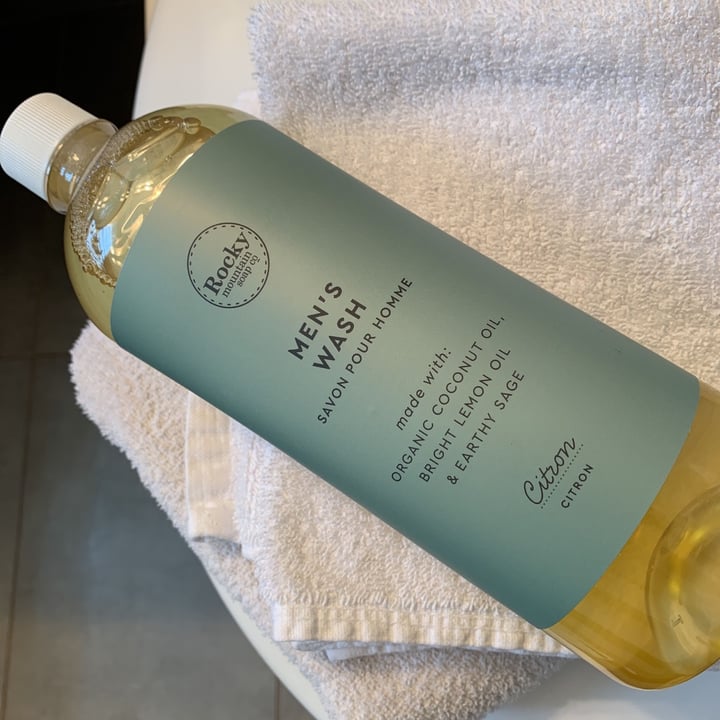 Rocky
mountain
soap co
MEN'S
WASH
SAVON POUR HOMME
made with:
ORGANIC COCONUT OIL,
BRIGHT LEMON OIL
& EARTHY SAGE
Citron
CITRON